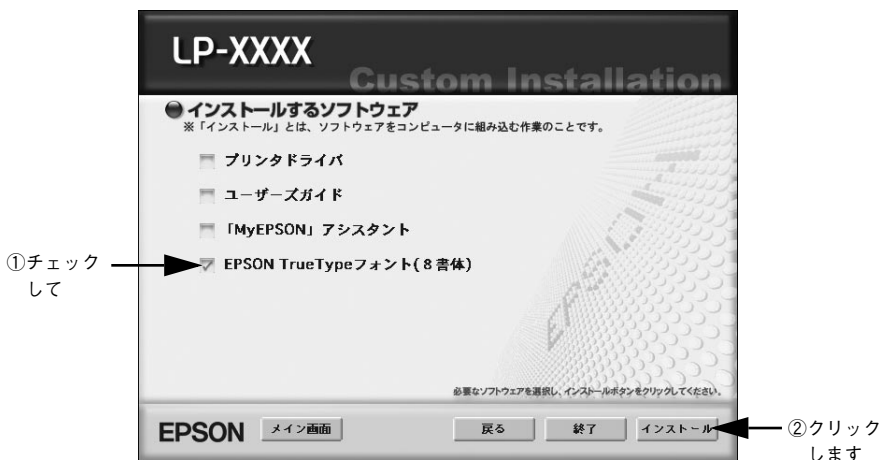 LP-XXXX
Custom Installation
インストールするソフトウェア
※「インストール」とは、ソフトウェアをコンピュータに組み込む作業のことです。
プリンタドライバ
ユーザーズガイド
「MyEPSON」アシスタント
EPSON TrueTypeフォント(8書体)
①チェック
して
EPSON
必要なソフトウェアを選択し、インストールボタンをクリックしてください。
EPSON
メイン画面
戻る
終了
インストール
②クリック
します